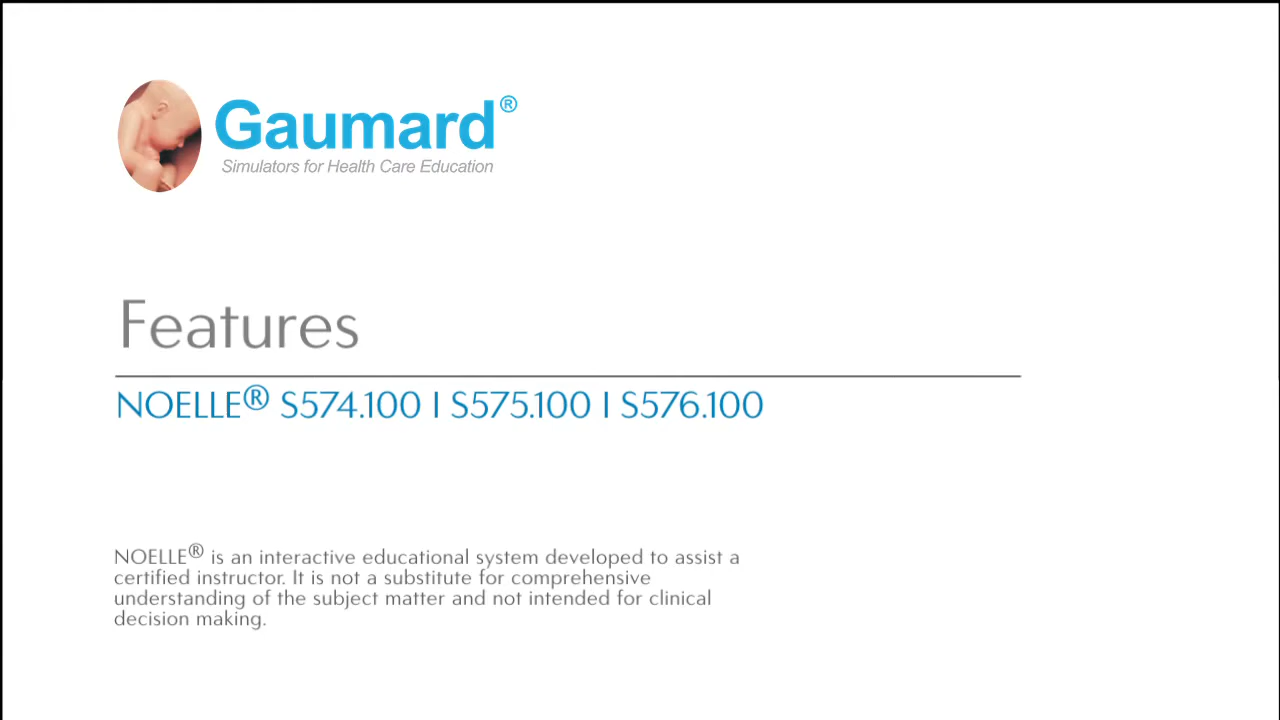 Gaumard®
Simulators for Health Care Education
Features
NOELLE® S574.100 | S575.100 | S576.100
NOELLE® is an interactive educational system developed to assist a
certified instructor. It is not a substitute for comprehensive
understanding of the subject matter and not intended for clinical
decision making.